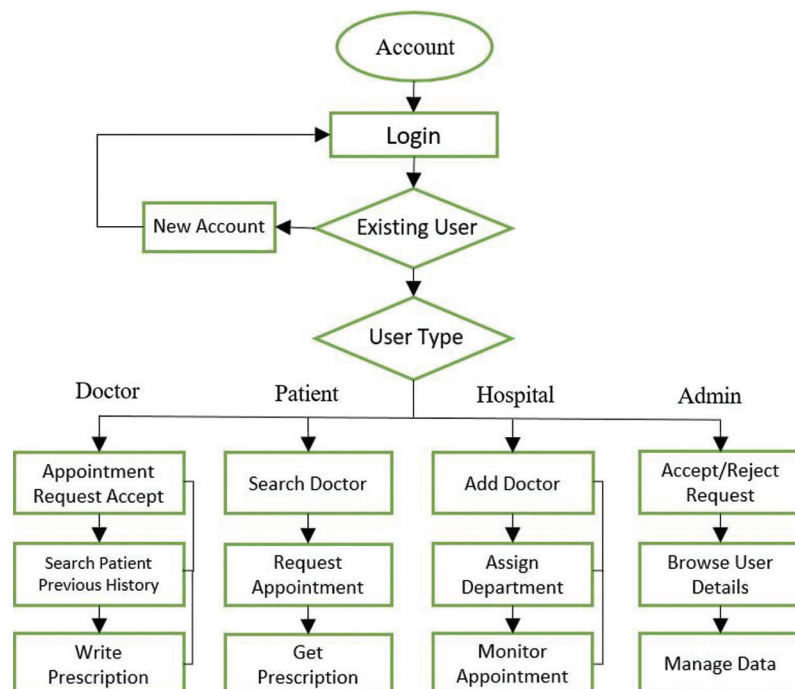 Account
Login
New Account
Existing User
User Type
Doctor
Patient
Hospital
Admin
Appointment
Request Accept
Search Doctor
Add Doctor
Accept/Reject
Request
Search Patient
Previous History
Request
Appointment
Assign
Department
Browse User
Details
Write
Prescription
Get
Prescription
Monitor
Appointment
Manage Data